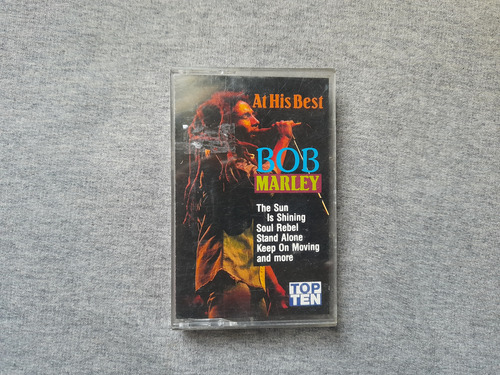 At His Best
BOB
MARLEY
The Sun
Is Shining
Soul Rebel
Stand Alone
Keep On Moving
and more
TOP
TEN